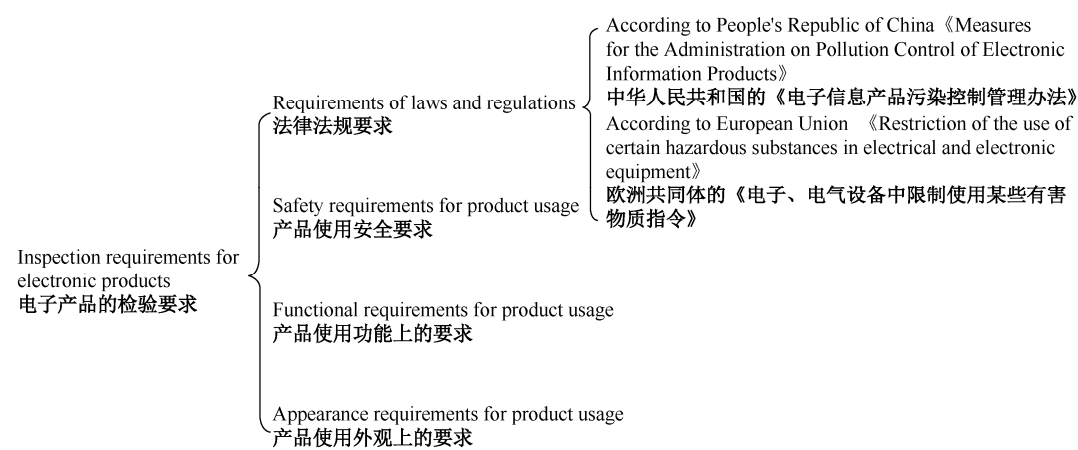 Inspection requirements for
electronic products
电子产品的检验要求
Requirements of laws and regulations
法律法规要求
According to People's Republic of China《Measures
for the Administration on Pollution Control of Electronic
Information Products》
中华人民共和国的《电子信息产品污染控制管理办法》
According to European Union 《Restriction of the use of
certain hazardous substances in electrical and electronic
equipment》
欧洲共同体的《电子、电气设备中限制使用某些有害
物质指令》
Safety requirements for product usage
产品使用安全要求
Functional requirements for product usage
产品使用功能上的要求
Appearance requirements for product usage
产品使用外观上的要求